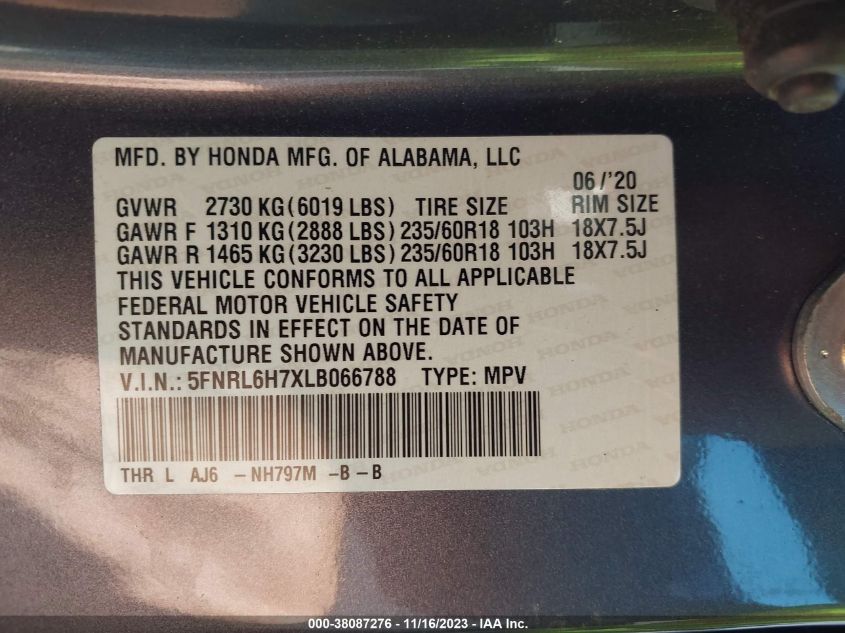 MFD. BY HONDA MFG. OF ALABAMA, LLC
06/'20
GVWR 2730 KG (6019 LBS) TIRE SIZE RIM SIZE
GAWR F 1310 KG (2888 LBS) 235/60R18 103H 18X7.5J
GAWR R 1465 KG (3230 LBS) 235/60R18 103H 18X7.5J
THIS VEHICLE CONFORMS TO ALL APPLICABLE
FEDERAL MOTOR VEHICLE SAFETY
STANDARDS IN EFFECT ON THE DATE OF
MANUFACTURE SHOWN ABOVE.
V.I.N.: 5FNRL6H7XLB066788 TYPE: MPV
THR L AJ6 – NH797M – B – B
000-38087276 - 11/16/2023 - IAA Inc.